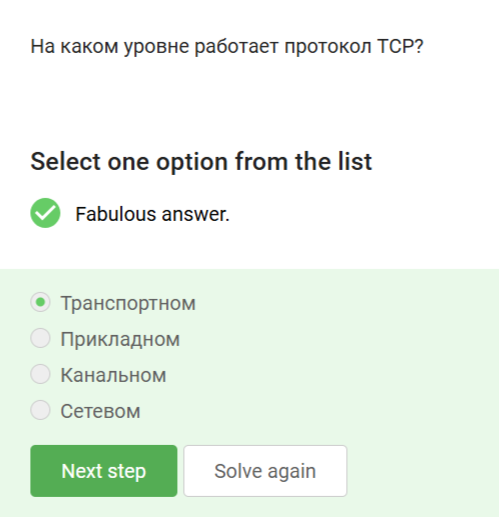 На каком уровне работает протокол TCP?
Select one option from the list
Fabulous answer.
Транспортном
Прикладном
Канальном
Сетевом
Next step
Solve again